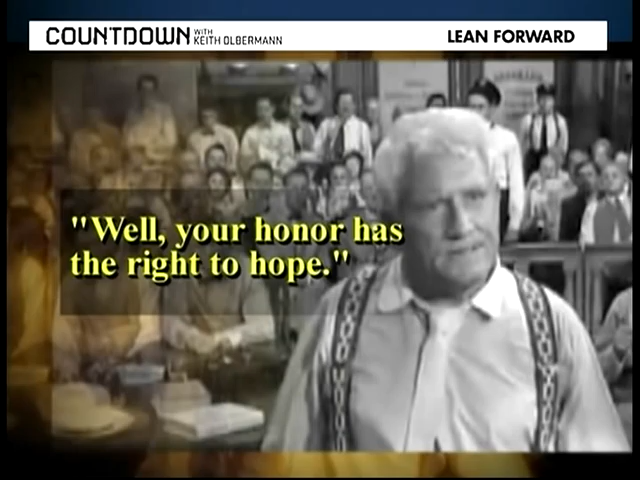 COUNTDOWN WITH KEITH OLBERMANN
LEAN FORWARD
"Well, your honor has
the right to hope."